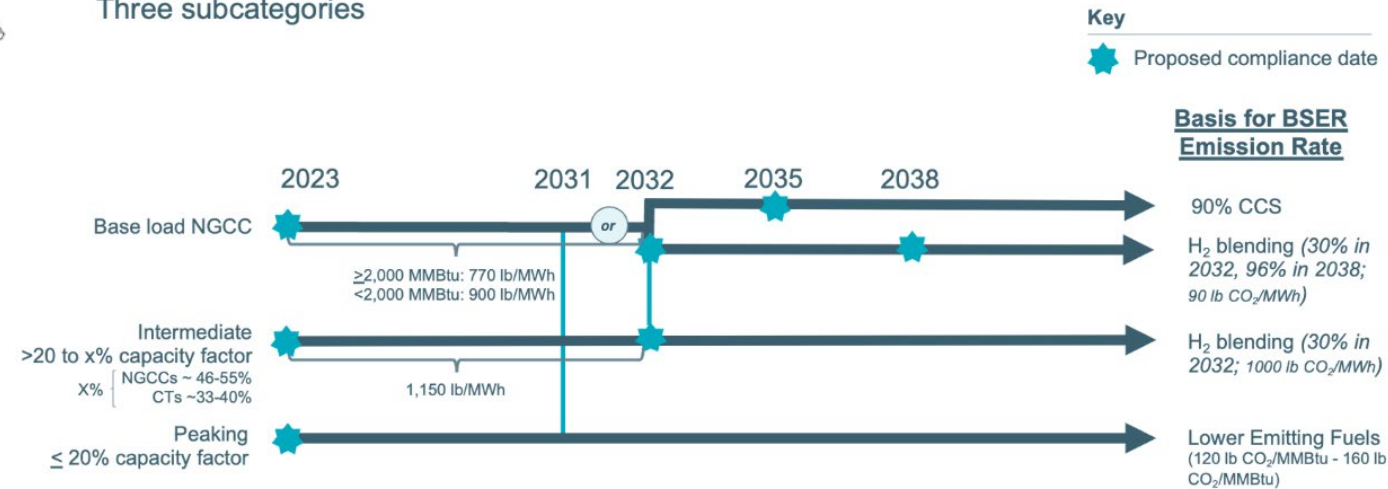 Three subcategories
Key
Proposed compliance date
Basis for BSER
Emission Rate
2023
2031
2032
2035
2038
Base load NGCC
or
90% CCS
H₂ blending (30% in
2032, 96% in 2038;
90 lb CO₂/MWh)
≥2,000 MMBtu: 770 lb/MWh
<2,000 MMBtu: 900 lb/MWh
Intermediate
>20 to x% capacity factor
X%
NGCCs ~ 46-55%
CTs ~33-40%
1,150 lb/MWh
H₂ blending (30% in
2032; 1000 lb CO₂/MWh)
Peaking
≤ 20% capacity factor
Lower Emitting Fuels
(120 lb CO₂/MMBtu - 160 lb
CO₂/MMBtu)